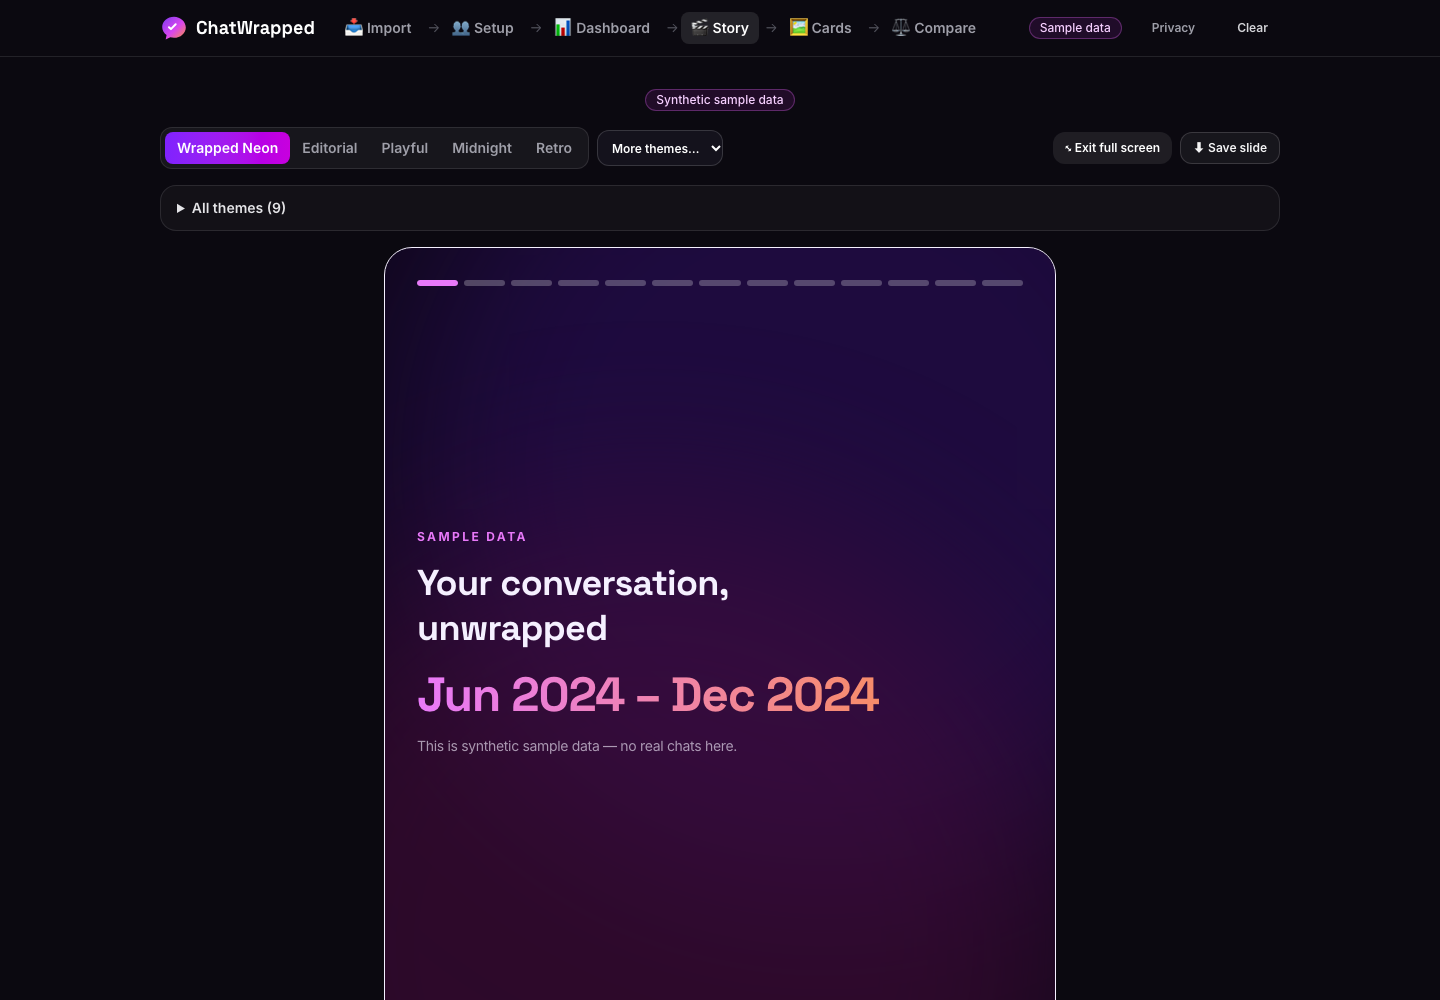 ChatWrapped
Import → Setup → Dashboard → Story → Cards → Compare
Sample data
Privacy
Clear
Synthetic sample data
Wrapped Neon
Editorial
Playful
Midnight
Retro
More themes...
Exit full screen
Save slide
All themes (9)
SAMPLE DATA
Your conversation,
unwrapped
Jun 2024 – Dec 2024
This is synthetic sample data — no real chats here.